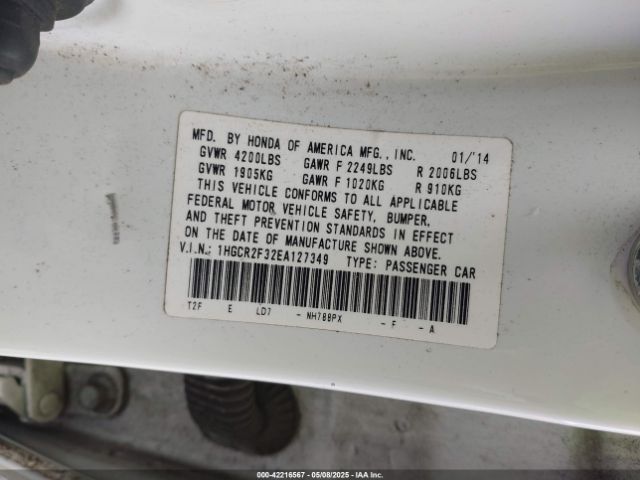 MFD. BY HONDA OF AMERICA MFG., INC. 01/'14
GVWR 4200LBS GAWR F 2249LBS R 2006LBS
GVWR 1905KG GAWR F 1020KG R 910KG
THIS VEHICLE CONFORMS TO ALL APPLICABLE
FEDERAL MOTOR VEHICLE SAFETY, BUMPER,
AND THEFT PREVENTION STANDARDS IN EFFECT
ON THE DATE OF MANUFACTURE SHOWN ABOVE.
V.I.N.: 1HGCR2F32EA127349 TYPE: PASSENGER CAR
T2F E LD7 - NH788PX - F - A
000-42216567 - 05/08/2025 - IAA Inc.